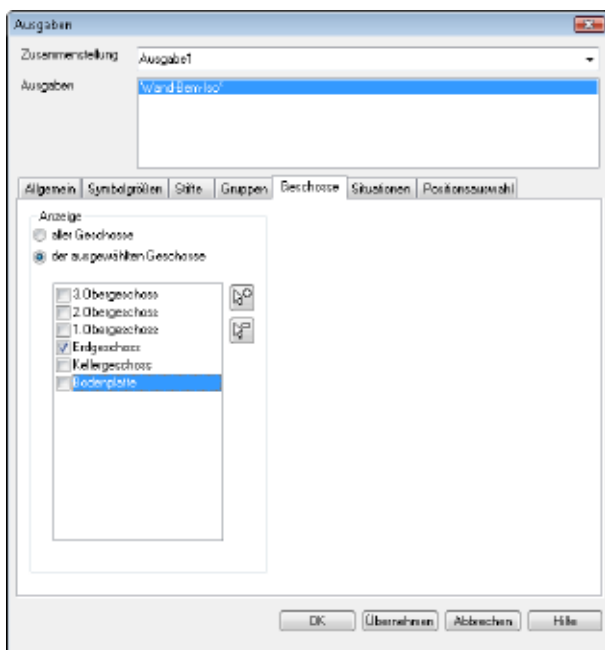 Ausgaben
Zusammenstellung
Ausgabe1
Ausgaben
"Wand-Bem-Iso"
Allgemein Symbolgrößen Stifte Gruppen Geschosse Situationen Positionsauswahl
Anzeige
aller Geschosse
der ausgewählten Geschosse
3.Obergeschoss
2.Obergeschoss
1.Obergeschoss
Erdgeschoss
Kellergeschoss
Bodenplatte
OK Übernehmen Abbrechen Hilfe